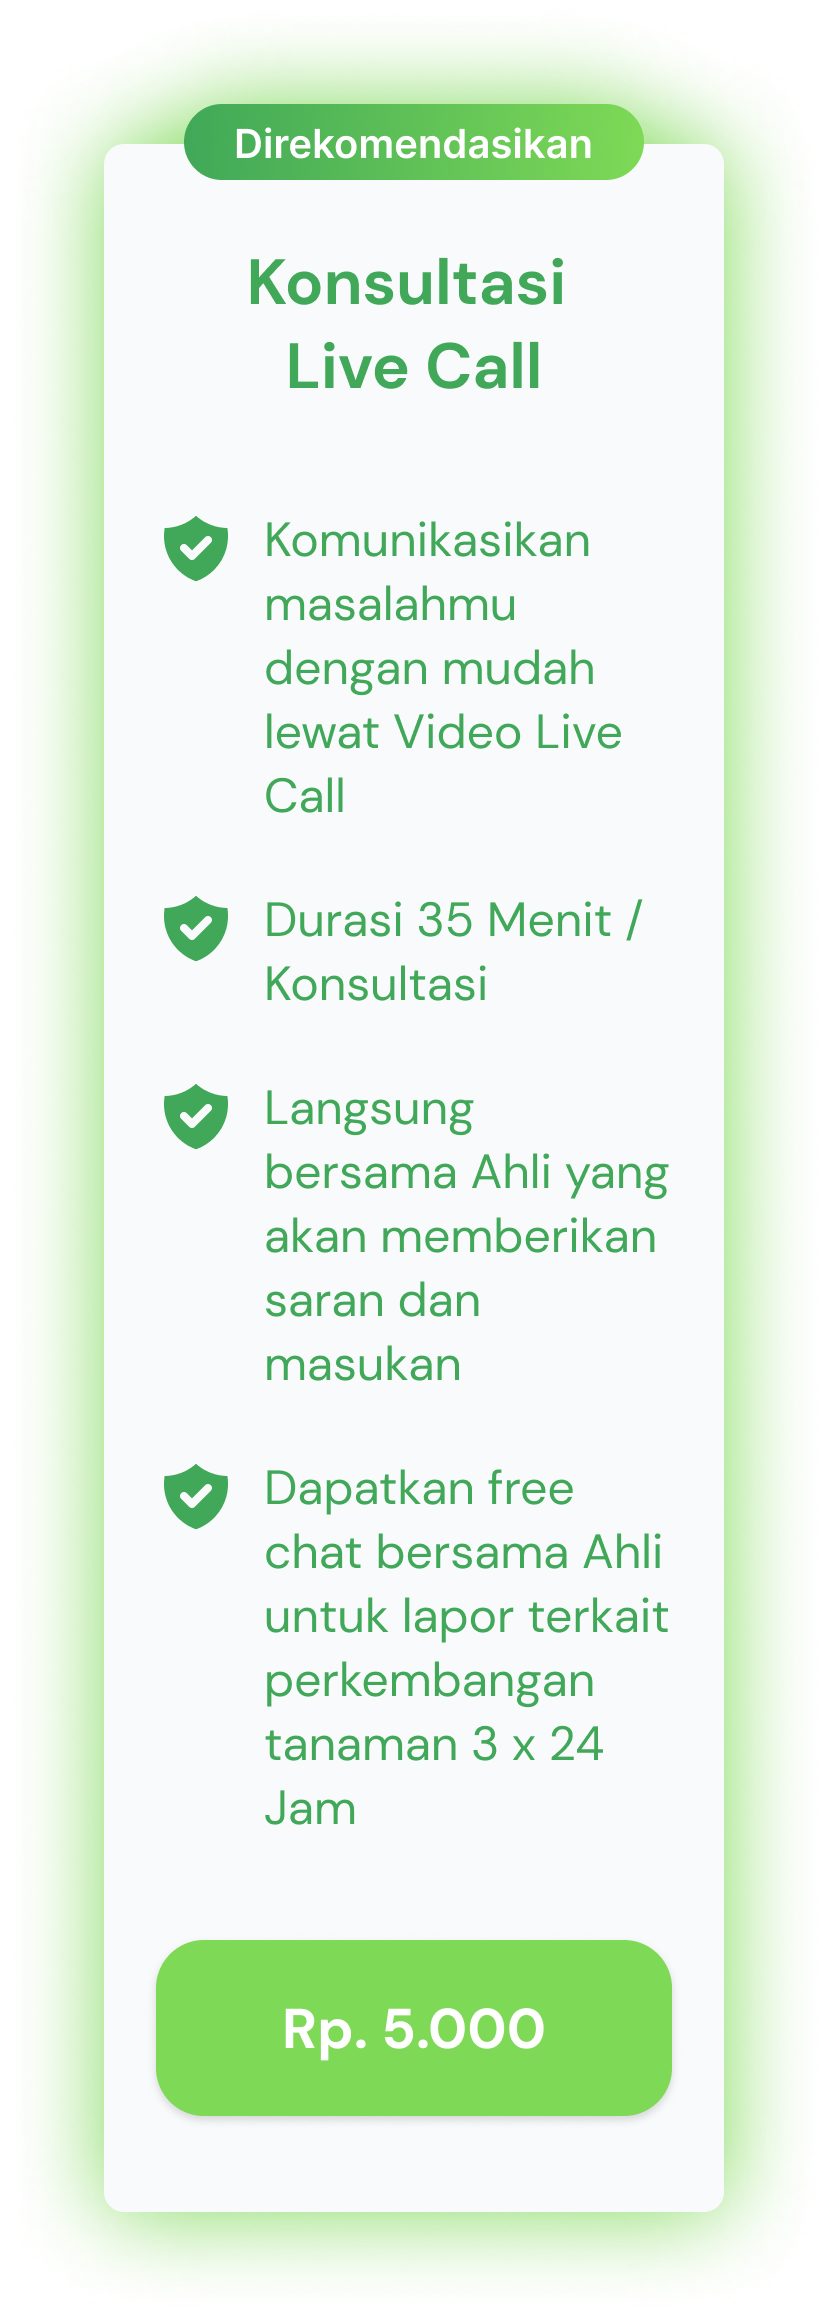 Direkomendasikan
Konsultasi
Live Call
Komunikasikan
masalahmu
dengan mudah
lewat Video Live
Call
Durasi 35 Menit /
Konsultasi
Langsung
bersama Ahli yang
akan memberikan
saran dan
masukan
Dapatkan free
chat bersama Ahli
untuk lapor terkait
perkembangan
tanaman 3 x 24
Jam
Rp. 5.000